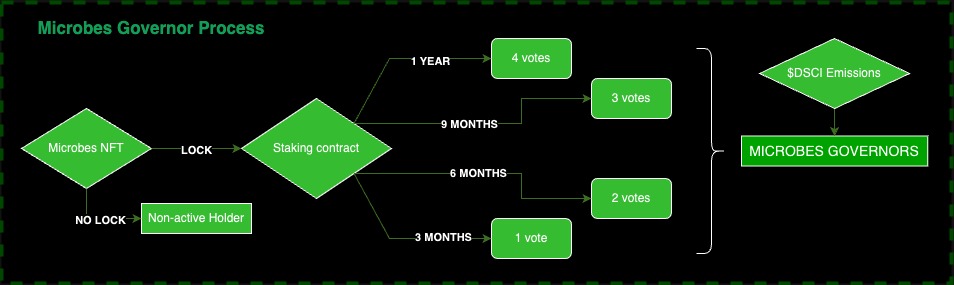 Microbes Governor Process
Microbes NFT
LOCK
NO LOCK
Non-active Holder
Staking contract
1 YEAR
4 votes
9 MONTHS
3 votes
6 MONTHS
2 votes
3 MONTHS
1 vote
$DSCI Emissions
MICROBES GOVERNORS